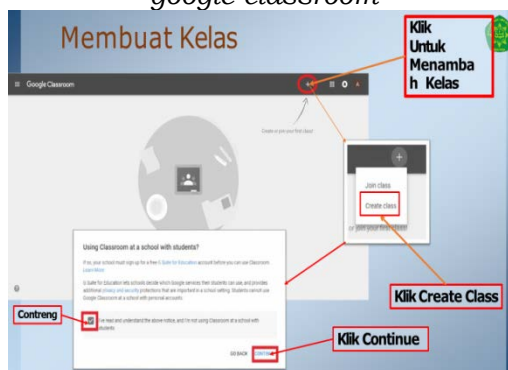 google classroom
Membuat Kelas
Klik
Untuk
Menamba
h Kelas
Google Classroom
Create or join your first class!
Join class
Create class
or join your first class!
Using Classroom at a school with students?
If so, your school must sign up for a free G Suite for Education account before you can use Classroom.
Learn More
G Suite for Education lets schools decide which Google services their students can use, and provides
additional privacy and security protections that are important in a school setting. Students cannot use
Google Classroom at a school with personal accounts.
Contreng
I've read and understand the above notice, and I'm not using Classroom at a school with
students
GO BACK CONTINUE
Klik Create Class
Klik Continue